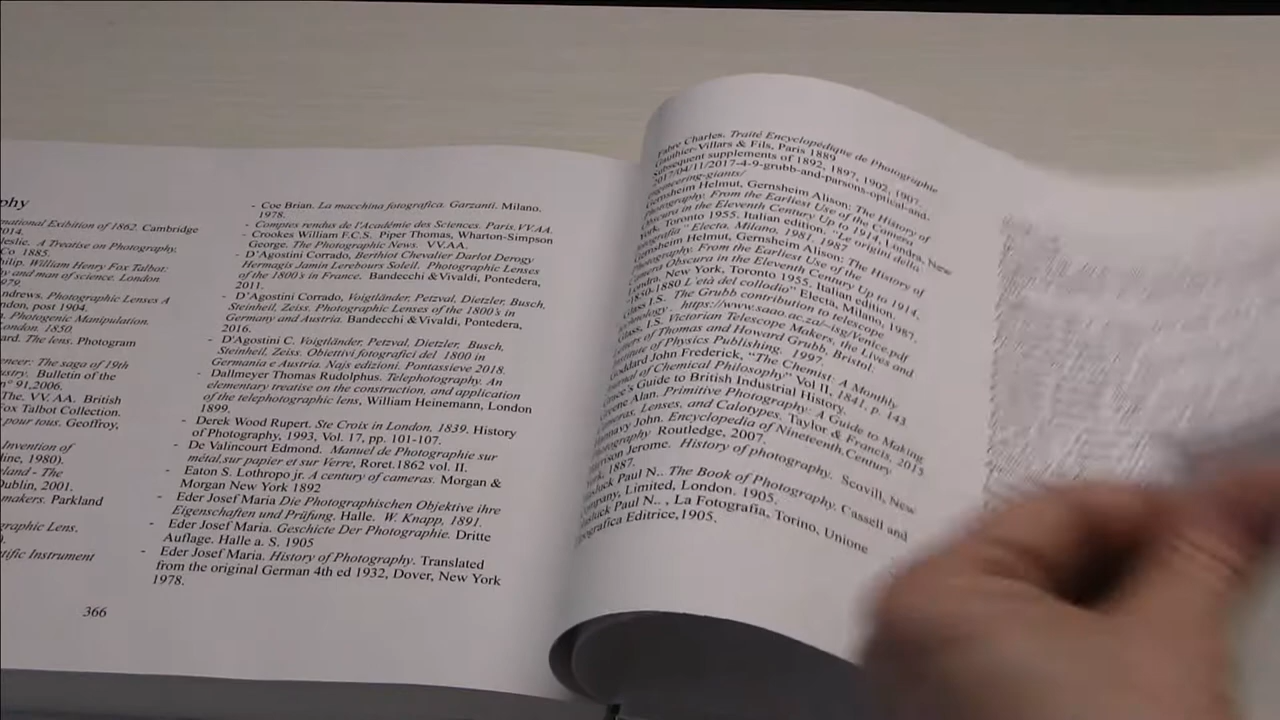 phy
national Exibition of 1862. Cambridge
2014.
leslie. A Treatise on Photography.
Co 1885.
hilip. William Henry Fox Talbot:
y and man of science. London
979.
ndrews. Photographic Lenses A
ondon, post 1904.
n. Photogenic Manipulation.
ondon. 1850.
ard. The lens. Photogram
neer: The saga of 19th
stry. Bulletin of the
n° 91,2006.
The. VV. AA. British
Fox Talbot Collection.
pour tous. Geoffroy,
Invention of
line, 1980).
land - The
Dublin, 2001.
makers. Parkland
graphic Lens.
tific Instrument
366
- Coe Brian. La macchina fotografica. Garzanti. Milano.
1978.
- Comptes rendus de l'Académie des Sciences. Paris.VV.AA.
- Crookes William F.C.S. Piper Thomas, Wharton-Simpson
George. The Photographic News. VV.AA.
- D'Agostini Corrado, Berthiot Chevalier Darlot Derogy
Hermagis Jamin Lerebours Soleil. Photographic Lenses
of the 1800's in France. Bandecchi & Vivaldi, Pontedera,
2011.
- D'Agostini Corrado, Voigtländer, Petzval, Dietzler, Busch,
Steinheil, Zeiss. Photographic Lenses of the 1800's in
Germany and Austria. Bandecchi &Vivaldi, Pontedera,
2016.
- D'Agostini C. Voigtländer, Petzval, Dietzler, Busch,
Steinheil, Zeiss. Obiettivi fotografici del 1800 in
Germania e Austria. Najs edizioni. Pontassieve 2018.
- Dallmeyer Thomas Rudolphus. Telephotography. An
elementary treatise on the construction, and application
of the telephotographic lens, William Heinemann, London
1899.
- Derek Wood Rupert. Ste Croix in London, 1839. History
of Photography, 1993, Vol. 17, pp. 101-107.
- De Valincourt Edmond. Manuel de Photographie sur
métal,sur papier et sur Verre, Roret.1862 vol. II.
- Eaton S. Lothropo jr. A century of cameras. Morgan &
Morgan New York 1892
- Eder Josef Maria Die Photographischen Objektive ihre
Eigenschaften und Prüfung. Halle. W. Knapp, 1891.
- Eder Josef Maria. Geschicte Der Photographie. Dritte
Auflage. Halle a. S. 1905
- Eder Josef Maria. History of Photography. Translated
from the original German 4th ed 1932, Dover, New York
1978.
Fabre Charles. Traité Encyclopédique de Photographie
Gauthier-Villars & Fils, Paris 1889
Subsequent supplements of 1892, 1897, 1902, 1907.
2017/04/11/2017-4-9-grubb-and-parsons-optical-and-
engineering-giants/
Gernsheim Helmut, Gernsheim Alison; The History of
Photography. From the Earliest Use of the Camera
Obscura in the Eleventh Century Up to 1914. Londra, New
York, Toronto 1955. Italian edition. "Le origini della
fotografia" Electa. Milano. 1981. 1987
Gernsheim Helmut, Gernsheim Alison; The History of
Photography. From the Earliest Use of the
Camera Obscura in the Eleventh Century Up to 1914.
Londra, New York, Toronto 1955. Italian edition.
"1850-1880 L'età del collodio" Electa, Milano, 1987.
Glass I.S. The Grubb contribution to telescope
technology. https://www.saao.ac.za/~isg/Venice.pdf
Glass, I.S. Victorian Telescope Makers, the Lives and
Letters of Thomas and Howard Grubb. Bristol:
Institute of Physics Publishing. 1997.
Goddard John Frederick, "The Chemist: A Monthly
Journal of Chemical Philosophy" Vol II, 1841. p. 143
Grace's Guide to British Industrial History.
Greene Alan. Primitive Photography: A Guide to Making
Cameras, Lenses, and Calotypes. Taylor & Francis. 2015
Hannavy John. Encyclopedia of Nineteenth Century
Photography Routledge, 2007.
Jerome. History of photography. Scovill, New
York, 1887.
Paul N.. The Book of Photography. Cassell and
Company, Limited, London. 1905.
Paul N.. , La Fotografia, Torino, Unione
Editrice,1905.